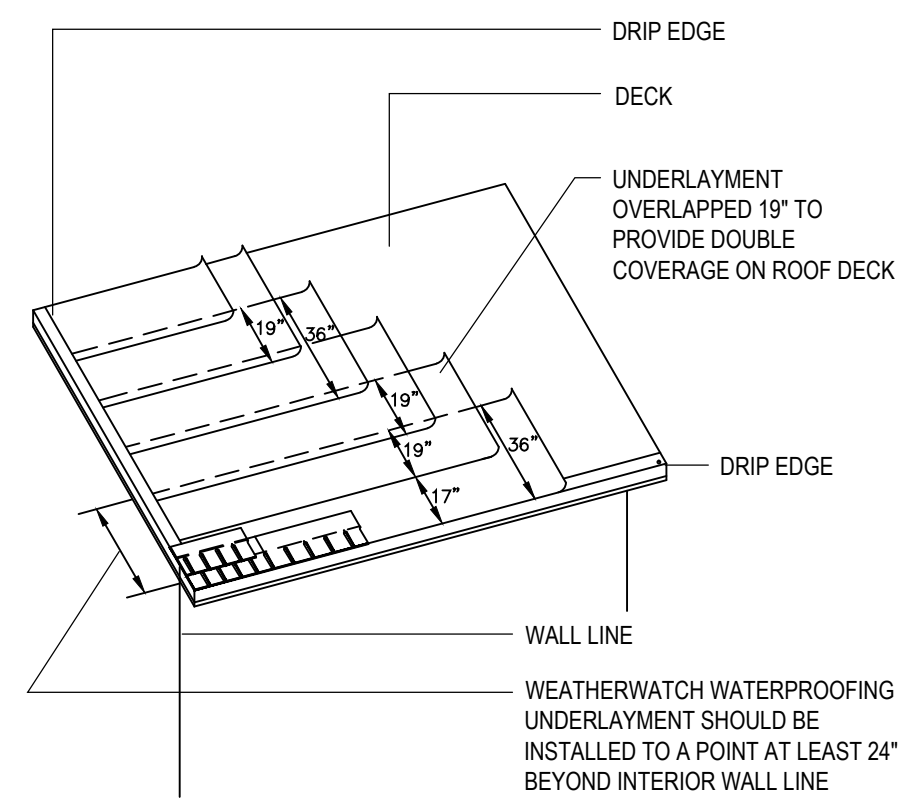 DRIP EDGE
DECK
UNDERLAYMENT
OVERLAPPED 19" TO
PROVIDE DOUBLE
COVERAGE ON ROOF DECK
19"
36"
19"
19"
36"
17"
DRIP EDGE
WALL LINE
WEATHERWATCH WATERPROOFING
UNDERLAYMENT SHOULD BE
INSTALLED TO A POINT AT LEAST 24"
BEYOND INTERIOR WALL LINE